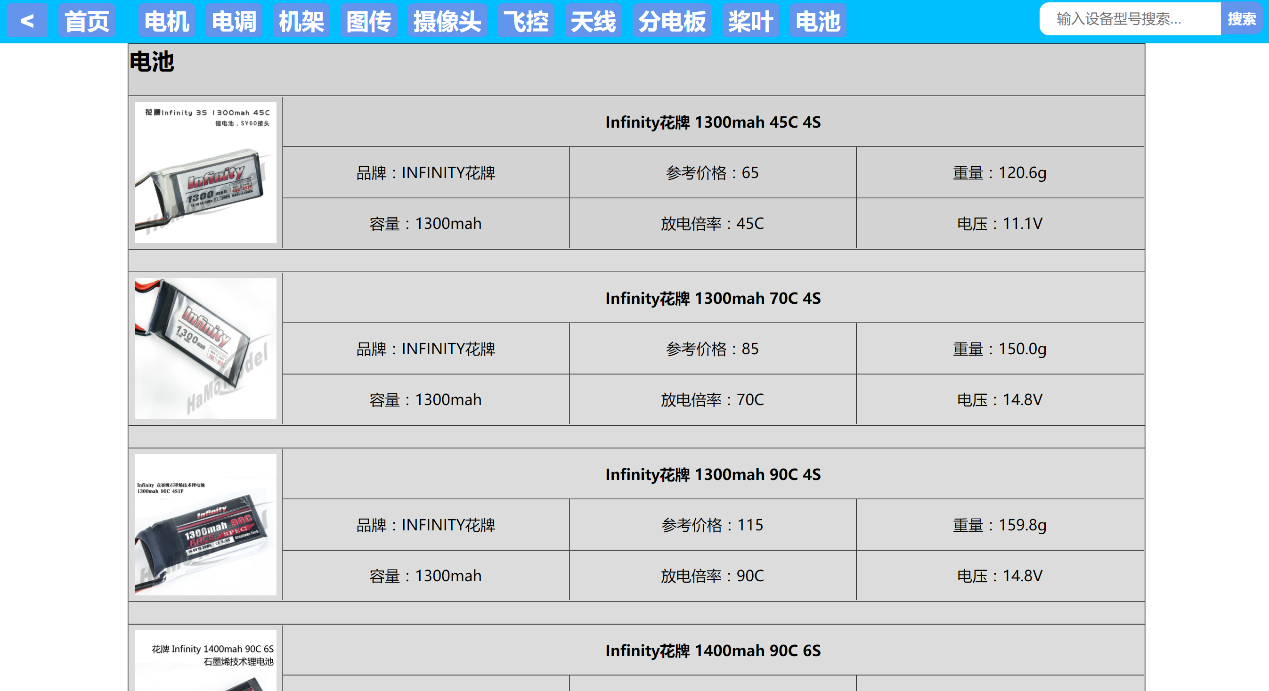 < 首页 电机 电调 机架 图传 摄像头 飞控 天线 分电板 桨叶 电池 输入设备型号搜索... 搜索
电池
花牌Infinity 3S 1300mah 45C
锂电池，SY60接头
Infinity
1300mah
Infinity花牌 1300mah 45C 4S
品牌：INFINITY花牌 参考价格：65 重量：120.6g
容量：1300mah 放电倍率：45C 电压：11.1V
Infinity
1300mah
HaMoModel
Infinity花牌 1300mah 70C 4S
品牌：INFINITY花牌 参考价格：85 重量：150.0g
容量：1300mah 放电倍率：70C 电压：14.8V
1300mah 90C 4S1P
Infinity
1300mah 90C
Infinity花牌 1300mah 90C 4S
品牌：INFINITY花牌 参考价格：115 重量：159.8g
容量：1300mah 放电倍率：90C 电压：14.8V
花牌 Infinity 1400mah 90C 6S
石墨烯技术锂电池
Infinity花牌 1400mah 90C 6S